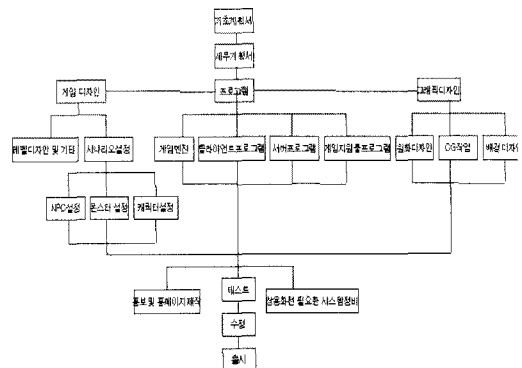 기초계획서
세부계획서
게임 디자인
프로그램
그래픽디자인
레벨디자인 및 기타
시나리오설정
게임엔진
클라이언트프로그램
서버프로그램
게임지원툴프로그램
원화디자인
CG작업
배경 디자인
NPC설정
몬스터 설정
캐릭터설정
홍보및 홈페이지제작
테스트
상용화편 필요한 시스템정비
수정
출시